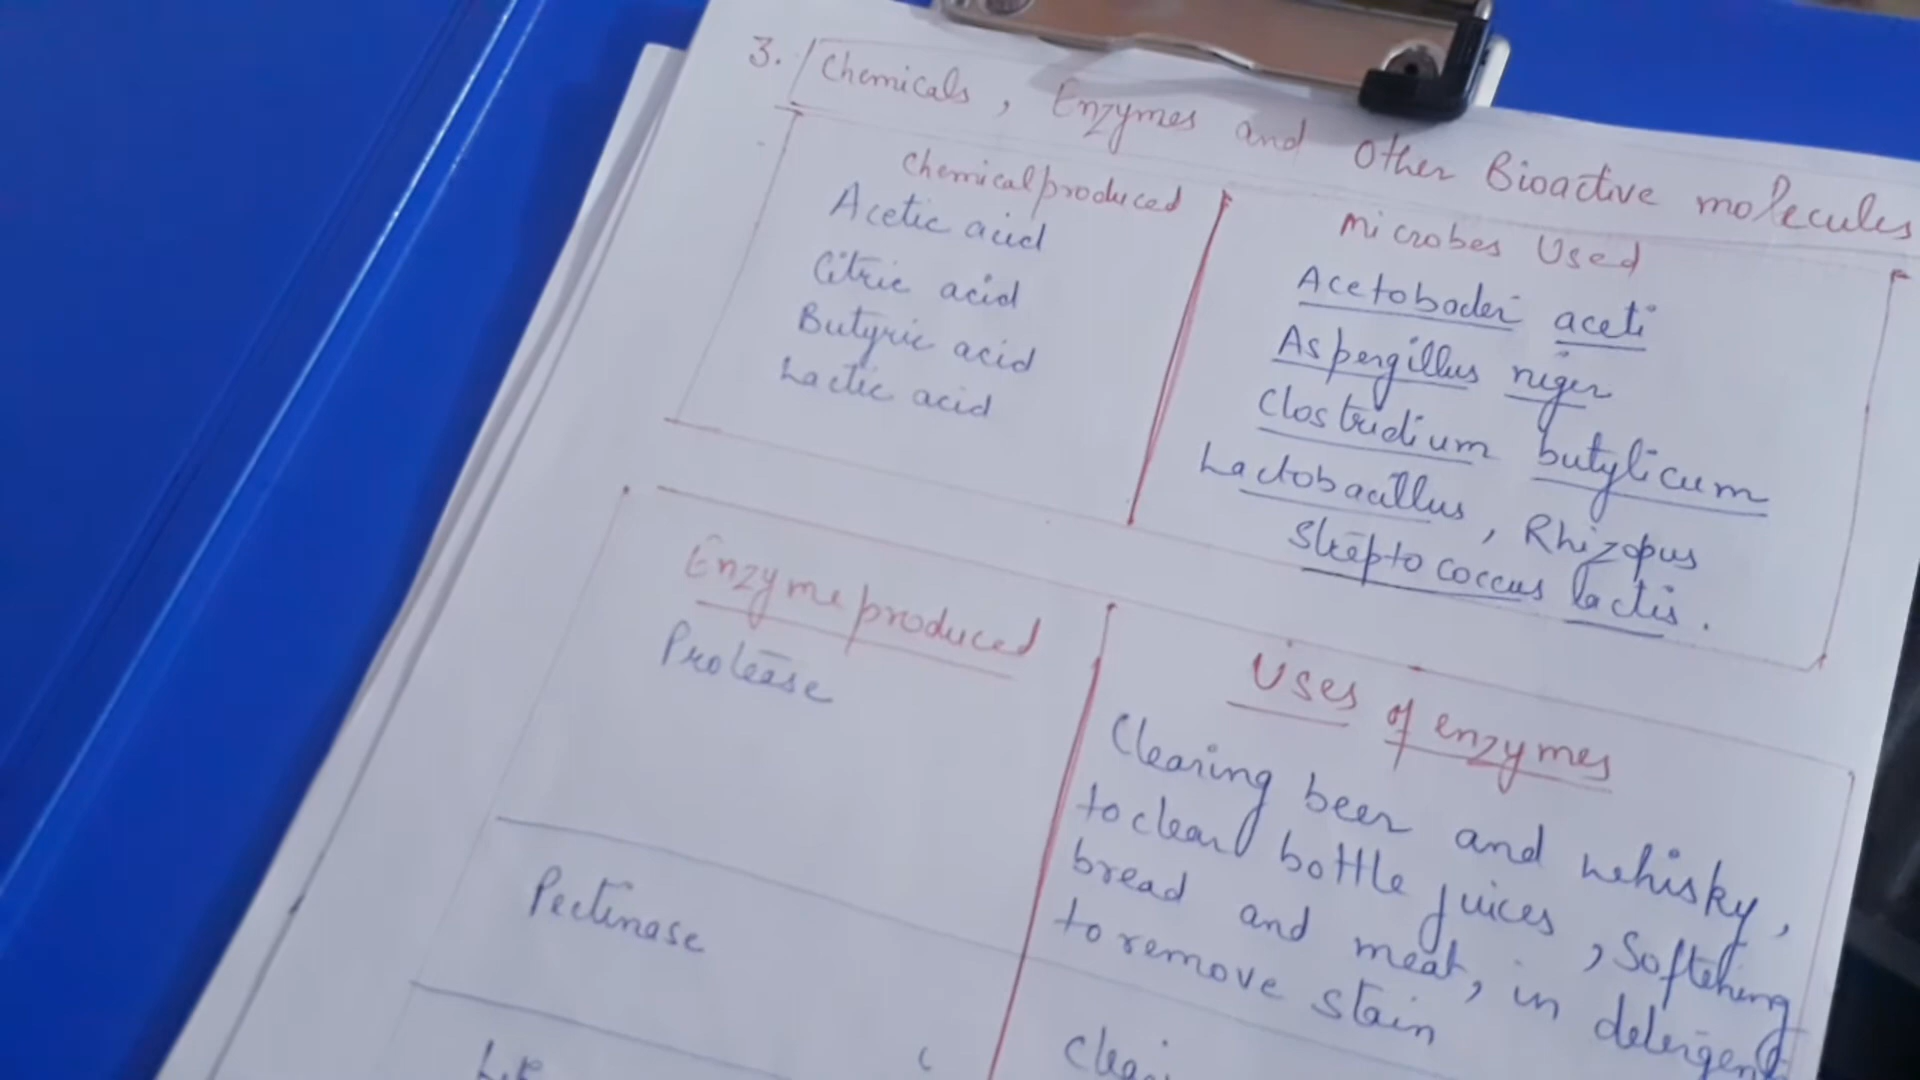 3. Chemicals, Enzymes and Other Bioactive molecules
Chemical produced
Acetic acid
Citric acid
Butyric acid
Lactic acid
Microbes Used
Acetobacter aceti
Aspergillus niger
Clostridium butylicum
Lactobacillus, Rhizopus
Streptococcus lactis.
Enzyme produced
Protease
Pectinase
Uses of enzymes
Clearing beer and whisky,
to clear bottle juices, Softening
bread and meat, in detergent
to remove stain